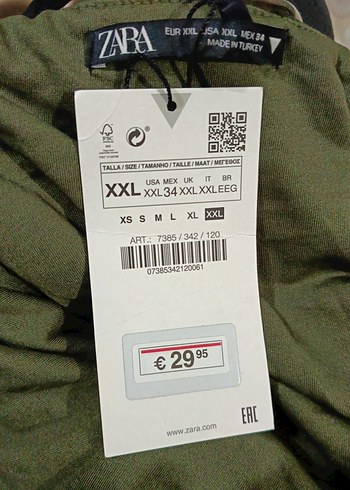 ZARA
EUR XXL USA XXL MEX 34
MADE IN TURKEY
FSC
TALLA / SIZE / TAMANHO / TAILLE / MAAT / ΜΕΓΕΘΟΣ
XXL
USA MEX UK IT BR
XXL 34 XXL XXL EEG
XS S M L XL XXL
ART.: 7385 / 342 / 120
07385342120061
€ 29 95
EAC
www.zara.com